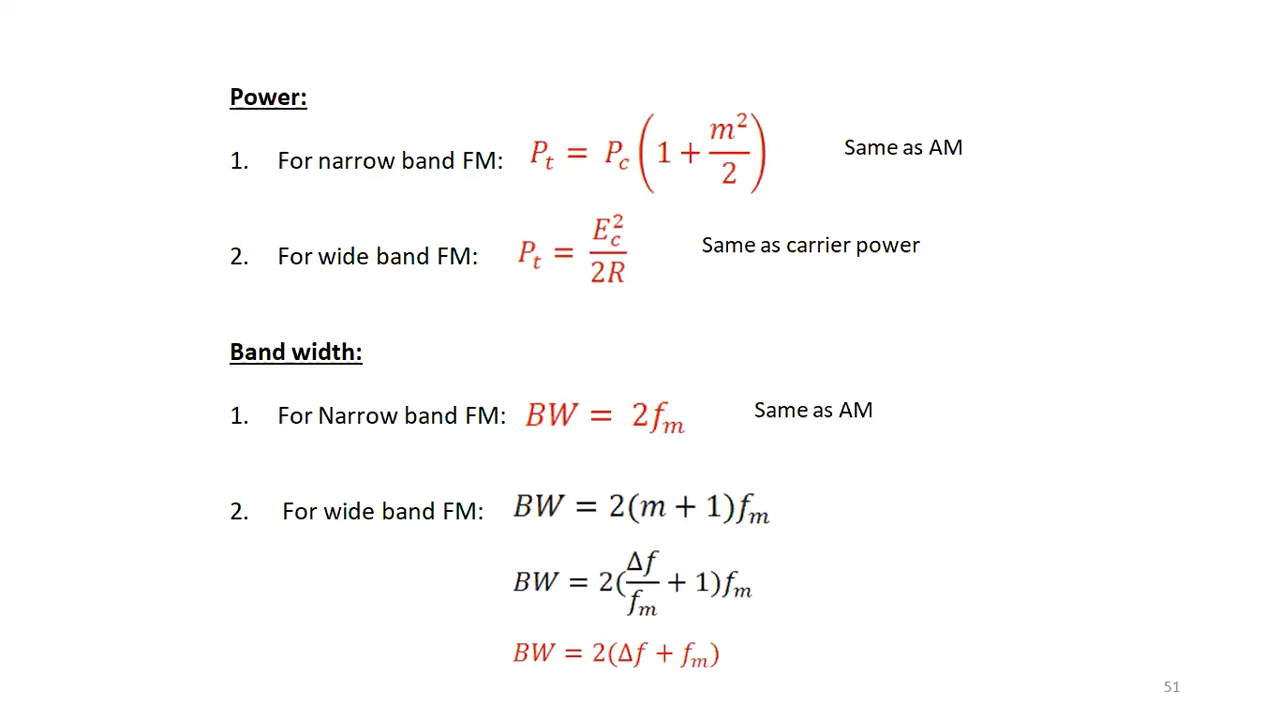 Power:
1. For narrow band FM: P_t = P_c (1 + m²/2) Same as AM
2. For wide band FM: P_t = E_c²/2R Same as carrier power
Band width:
1. For Narrow band FM: BW = 2f_m Same as AM
2. For wide band FM: BW = 2(m + 1)f_m
BW = 2(Δf/f_m + 1)f_m
BW = 2(Δf + f_m)
51